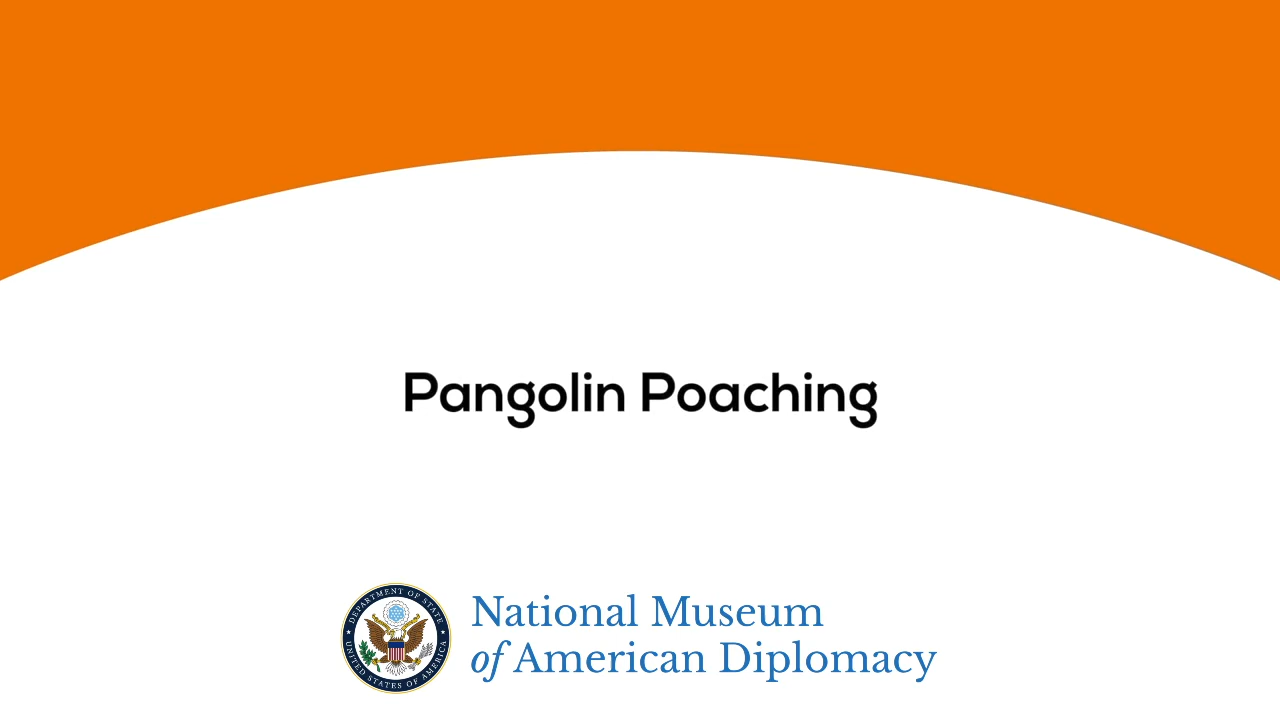 Pangolin Poaching
DEPARTMENT OF STATE
UNITED STATES OF AMERICA
National Museum
of American Diplomacy